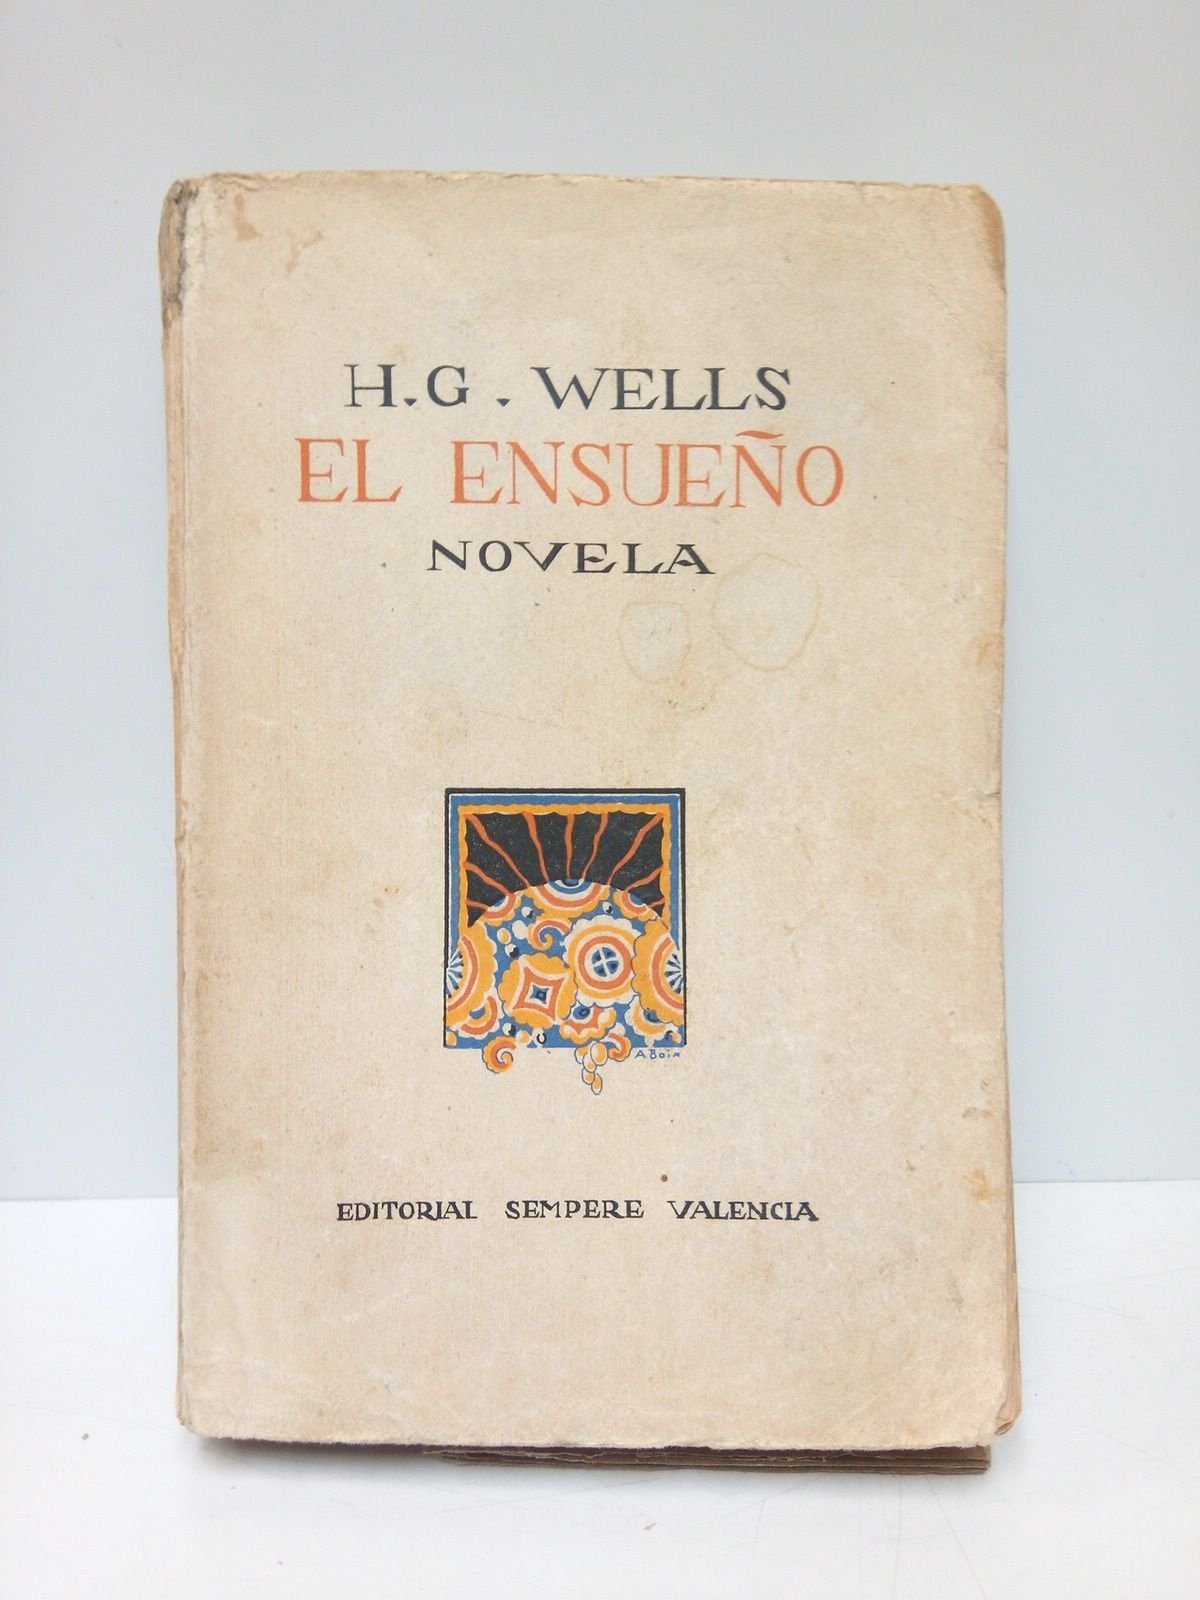 H. G. WELLS
EL ENSUEÑO
NOVELA
A Boix
EDITORIAL SEMPERE VALENCIA